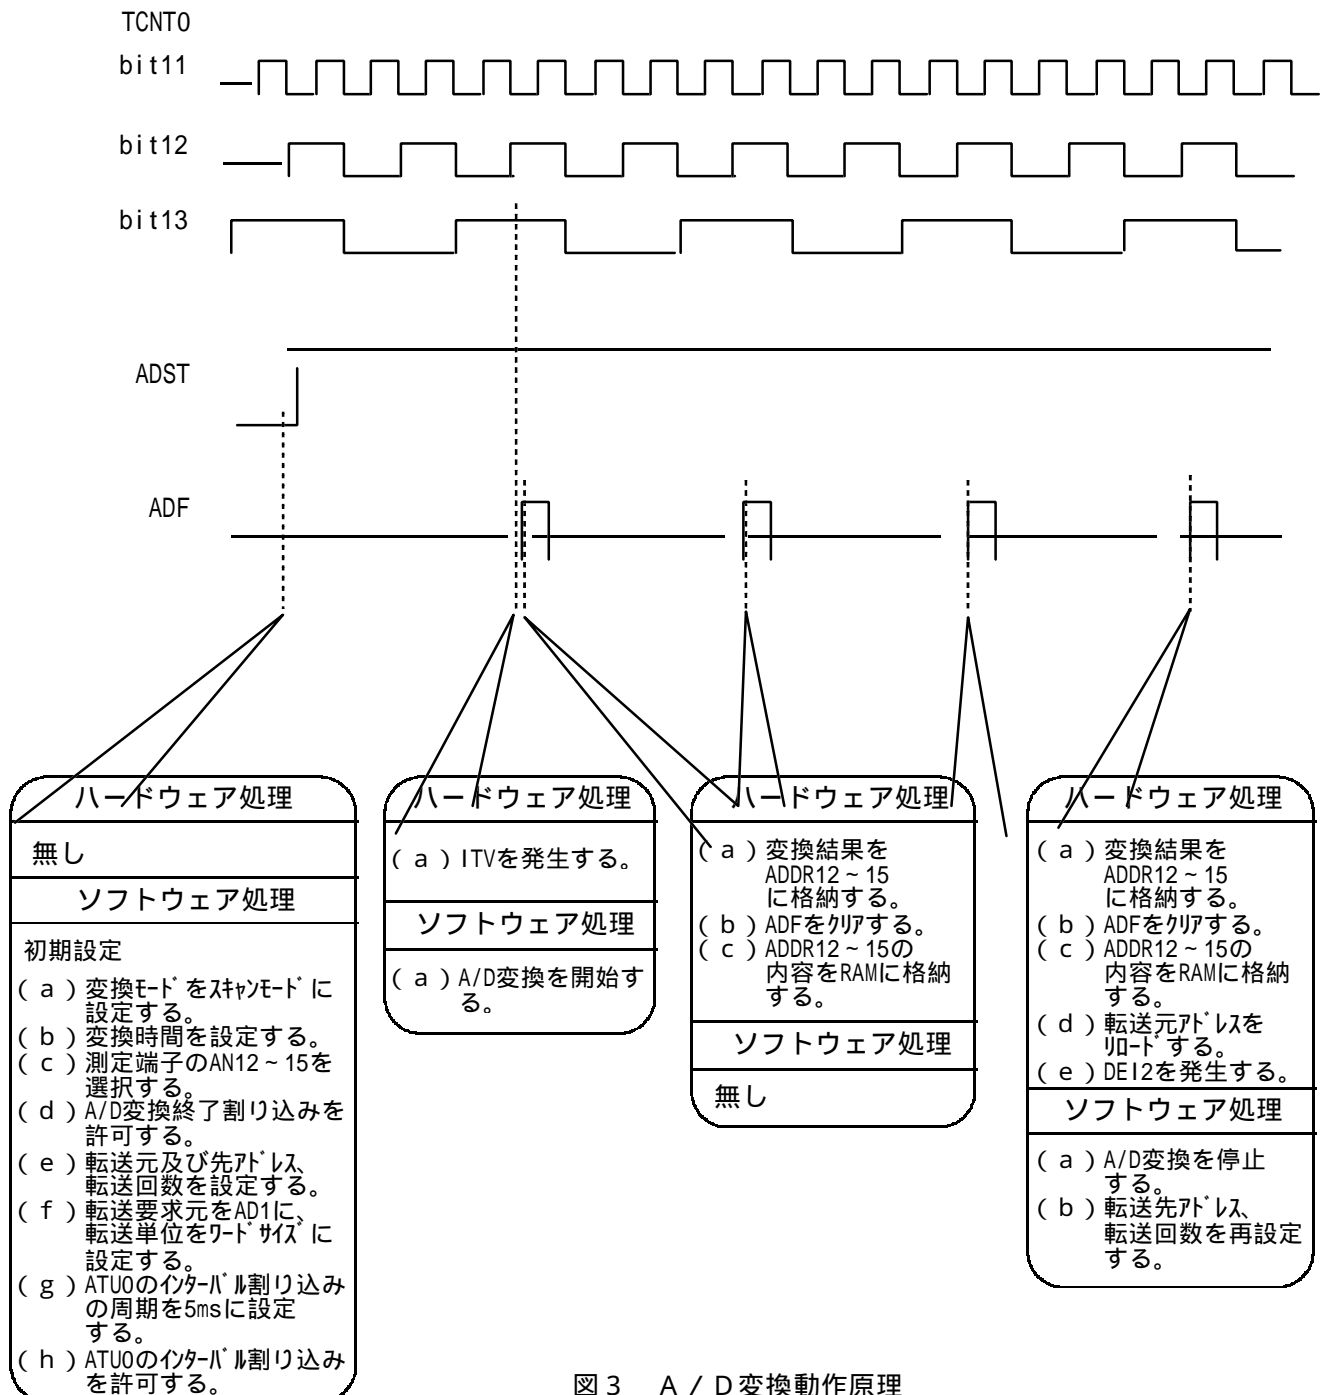 TCNT0
bit11
bit12
bit13
ADST
ADF
ハードウェア処理
無し
ソフトウェア処理
初期設定
(a)変換ﾓｰﾄﾞをｽｷｬﾝﾓｰﾄﾞに
設定する。
(b)変換時間を設定する。
(c)測定端子のAN12~15を
選択する。
(d)A/D変換終了割り込みを
許可する。
(e)転送元及び先ｱﾄﾞﾚｽ、
転送回数を設定する。
(f)転送要求元をAD1に、
転送単位をﾜｰﾄﾞｻｲｽﾞに
設定する。
(g)ATU0のｲﾝﾀｰﾊﾞﾙ割り込み
の周期を5msに設定
する。
(h)ATU0のｲﾝﾀｰﾊﾞﾙ割り込み
を許可する。
ハードウェア処理
(a)ITVを発生する。
ソフトウェア処理
(a)A/D変換を開始す
る。
ハードウェア処理
(a)変換結果を
ADDR12~15
に格納する。
(b)ADFをｸﾘｱする。
(c)ADDR12~15の
内容をRAMに格納
する。
ソフトウェア処理
無し
ハードウェア処理
(a)変換結果を
ADDR12~15
に格納する。
(b)ADFをｸﾘｱする。
(c)ADDR12~15の
内容をRAMに格納
する。
(d)転送元ｱﾄﾞﾚｽを
ﾘﾛｰﾄﾞする。
(e)DEI2を発生する。
ソフトウェア処理
(a)A/D変換を停止
する。
(b)転送先ｱﾄﾞﾚｽ、
転送回数を再設定
する。
図3 A/D変換動作原理